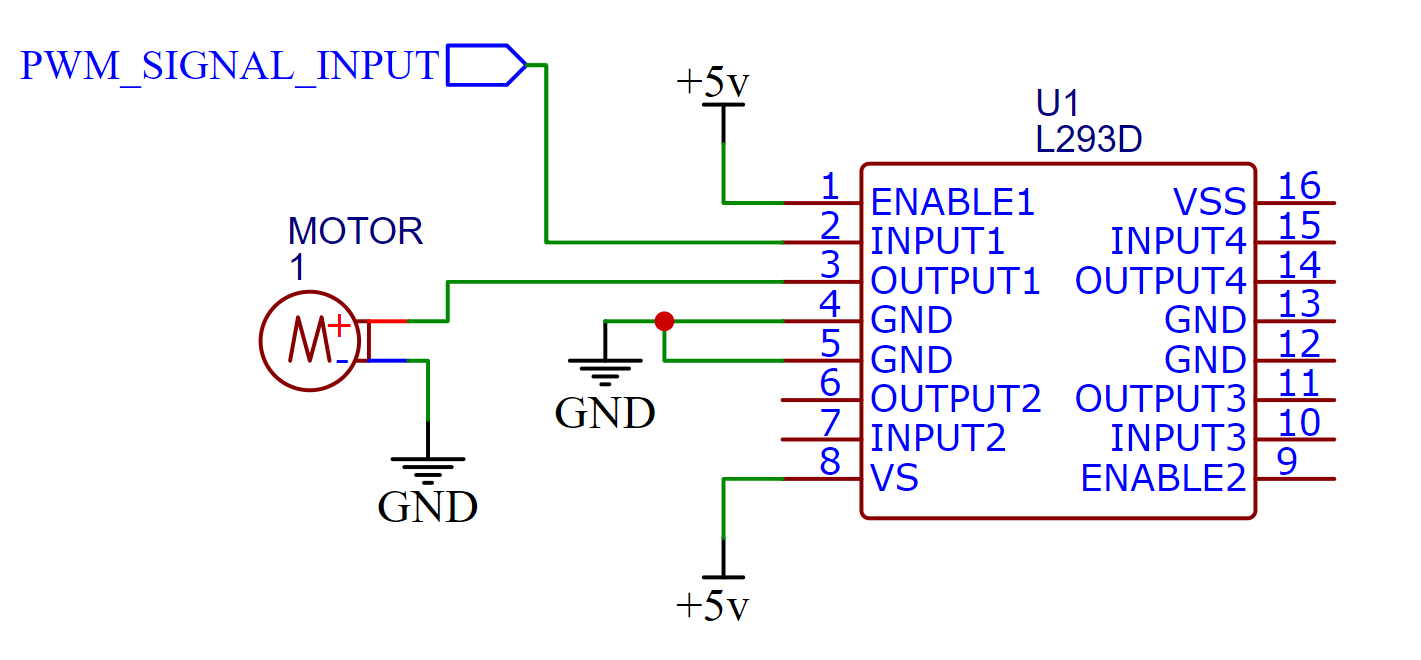 PWM_SIGNAL_INPUT
+5v
U1
L293D
MOTOR
1
+
-
GND
GND
+5v
1 ENABLE1
2 INPUT1
3 OUTPUT1
4 GND
5 GND
6 OUTPUT2
7 INPUT2
8 VS
VSS 16
INPUT4 15
OUTPUT4 14
GND 13
GND 12
OUTPUT3 11
INPUT3 10
ENABLE2 9